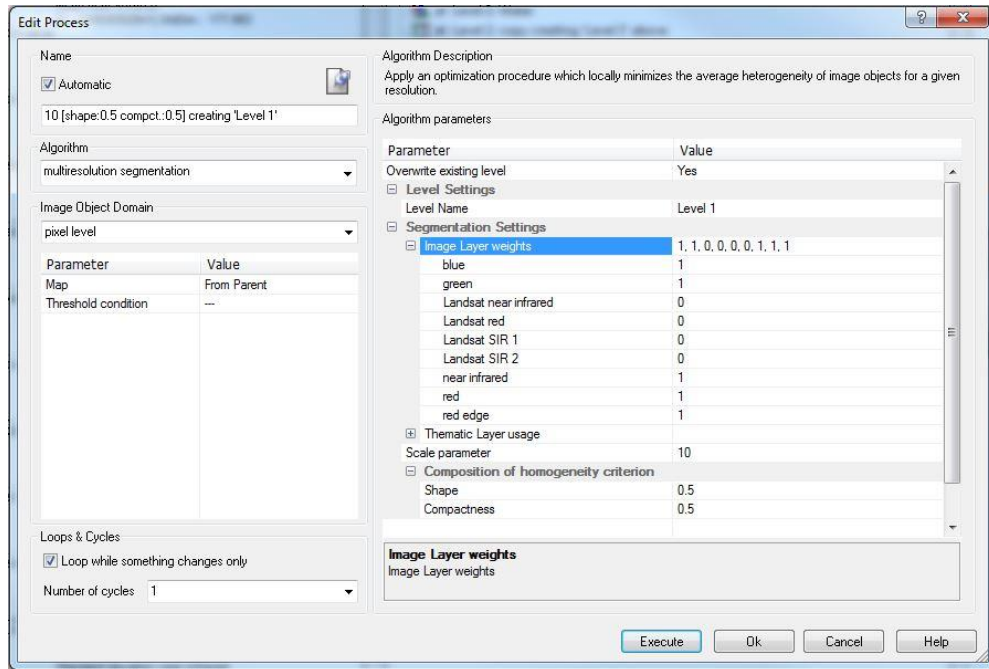 Edit Process
Name
Automatic
10 [shape:0.5 compct.:0.5] creating 'Level 1'
Algorithm
multiresolution segmentation
Image Object Domain
pixel level
Parameter Value
Map From Parent
Threshold condition ---
Loops & Cycles
Loop while something changes only
Number of cycles 1
Algorithm Description
Apply an optimization procedure which locally minimizes the average heterogeneity of image objects for a given
resolution.
Algorithm parameters
Parameter Value
Overwrite existing level Yes
Level Settings
Level Name Level 1
Segmentation Settings
Image Layer weights 1, 1, 0, 0, 0, 0, 1, 1, 1
blue 1
green 1
Landsat near infrared 0
Landsat red 0
Landsat SIR 1 0
Landsat SIR 2 0
near infrared 1
red 1
red edge 1
Thematic Layer usage
Scale parameter 10
Composition of homogeneity criterion
Shape 0.5
Compactness 0.5
Image Layer weights
Image Layer weights
Execute Ok Cancel Help